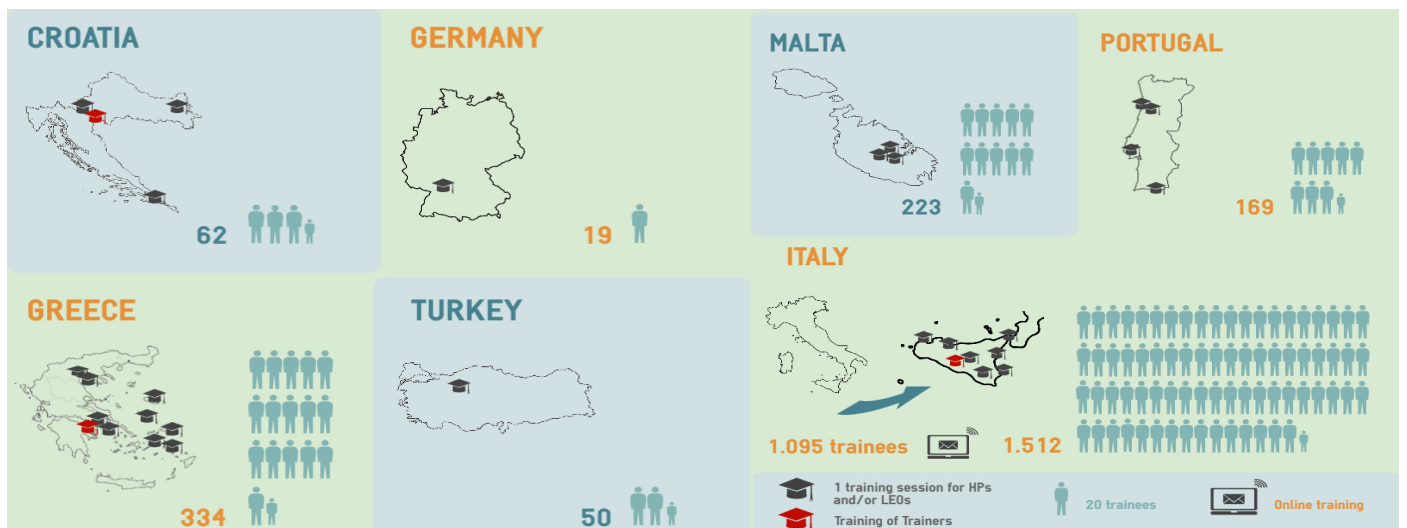 CROATIA
62
GERMANY
19
MALTA
223
PORTUGAL
169
GREECE
334
TURKEY
50
ITALY
1.095 trainees
1.512
1 training session for HPs
and/or LEOs
Training of Trainers
20 trainees
Online training